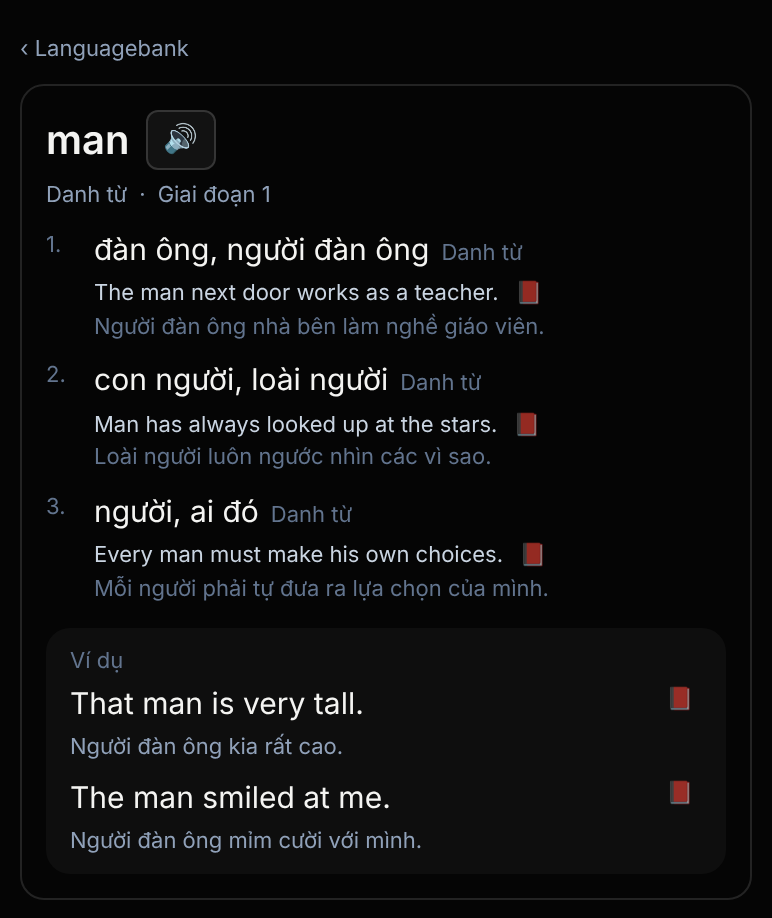 ‹ Languagebank
man
Danh từ · Giai đoạn 1
1. đàn ông, người đàn ông Danh từ
The man next door works as a teacher.
Người đàn ông nhà bên làm nghề giáo viên.
2. con người, loài người Danh từ
Man has always looked up at the stars.
Loài người luôn ngước nhìn các vì sao.
3. người, ai đó Danh từ
Every man must make his own choices.
Mỗi người phải tự đưa ra lựa chọn của mình.
Ví dụ
That man is very tall.
Người đàn ông kia rất cao.
The man smiled at me.
Người đàn ông mỉm cười với mình.